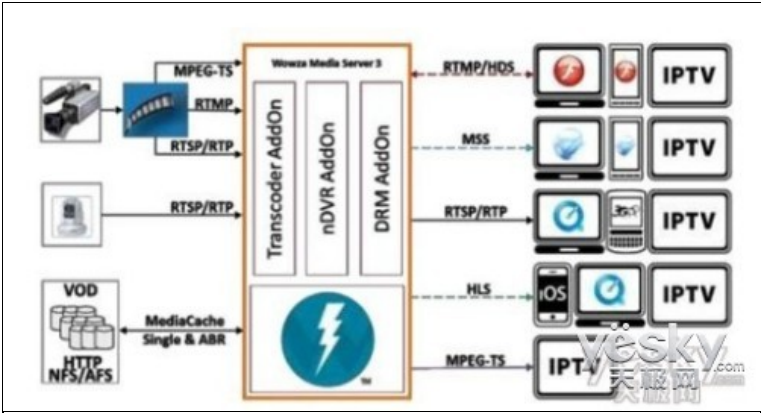 Wowza Media Server 3
MPEG-TS
RTMP
RTSP/RTP
RTSP/RTP
VOD
HTTP
NFS/AFS
MediaCache
Single & ABR
Transcoder AddOn
nDVR AddOn
DRM AddOn
TM
RTMP/HDS
IPTV
MSS
IPTV
RTSP/RTP
IPTV
HLS
iOS
IPTV
MPEG-TS
IPTV
yesky
.com
天极网